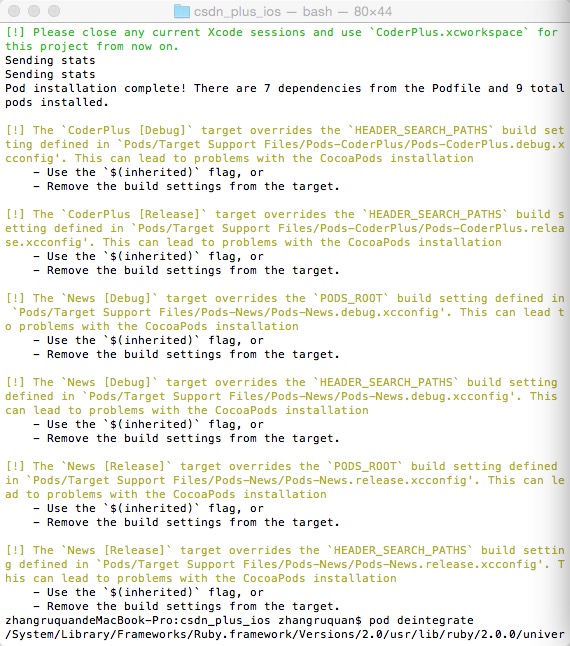 csdn_plus_ios — bash — 80×44
[!] Please close any current Xcode sessions and use `CoderPlus.xcworkspace` for
this project from now on.
Sending stats
Sending stats
Pod installation complete! There are 7 dependencies from the Podfile and 9 total
pods installed.
[!] The `CoderPlus [Debug]` target overrides the `HEADER_SEARCH_PATHS` build set
ting defined in `Pods/Target Support Files/Pods-CoderPlus/Pods-CoderPlus.debug.x
cconfig'. This can lead to problems with the CocoaPods installation
    - Use the `$(inherited)` flag, or
    - Remove the build settings from the target.
[!] The `CoderPlus [Release]` target overrides the `HEADER_SEARCH_PATHS` build s
etting defined in `Pods/Target Support Files/Pods-CoderPlus/Pods-CoderPlus.relea
se.xcconfig'. This can lead to problems with the CocoaPods installation
    - Use the `$(inherited)` flag, or
    - Remove the build settings from the target.
[!] The `News [Debug]` target overrides the `PODS_ROOT` build setting defined in
 `Pods/Target Support Files/Pods-News/Pods-News.debug.xcconfig'. This can lead t
o problems with the CocoaPods installation
    - Use the `$(inherited)` flag, or
    - Remove the build settings from the target.
[!] The `News [Debug]` target overrides the `HEADER_SEARCH_PATHS` build setting
defined in `Pods/Target Support Files/Pods-News/Pods-News.debug.xcconfig'. This
can lead to problems with the CocoaPods installation
    - Use the `$(inherited)` flag, or
    - Remove the build settings from the target.
[!] The `News [Release]` target overrides the `PODS_ROOT` build setting defined
in `Pods/Target Support Files/Pods-News/Pods-News.release.xcconfig'. This can le
ad to problems with the CocoaPods installation
    - Use the `$(inherited)` flag, or
    - Remove the build settings from the target.
[!] The `News [Release]` target overrides the `HEADER_SEARCH_PATHS` build settin
g defined in `Pods/Target Support Files/Pods-News/Pods-News.release.xcconfig'. T
his can lead to problems with the CocoaPods installation
    - Use the `$(inherited)` flag, or
    - Remove the build settings from the target.
zhangruquandeMacBook-Pro:csdn_plus_ios zhangruquan$ pod deintegrate
/System/Library/Frameworks/Ruby.framework/Versions/2.0/usr/lib/ruby/2.0.0/univer